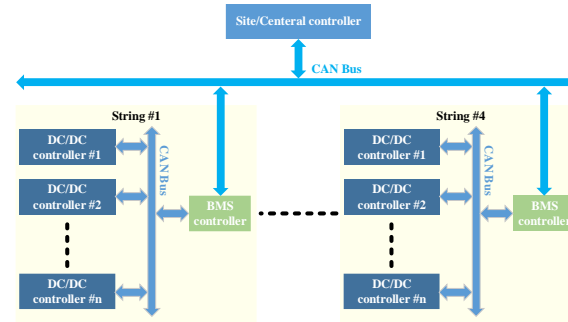 Site/Centeral controller
CAN Bus
String #1
DC/DC
controller #1
DC/DC
controller #2
DC/DC
controller #n
CAN Bus
BMS
controller
String #4
DC/DC
controller #1
DC/DC
controller #2
DC/DC
controller #n
CAN Bus
BMS
controller